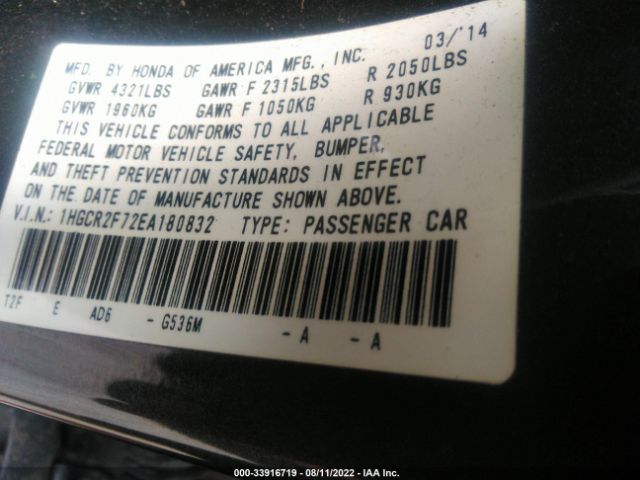 MFD. BY HONDA OF AMERICA MFG., INC. 03/'14
GVWR 4321LBS GAWR F 2315LBS R 2050LBS
GVWR 1960KG GAWR F 1050KG R 930KG
THIS VEHICLE CONFORMS TO ALL APPLICABLE
FEDERAL MOTOR VEHICLE SAFETY, BUMPER,
AND THEFT PREVENTION STANDARDS IN EFFECT
ON THE DATE OF MANUFACTURE SHOWN ABOVE.
V.I.N.: 1HGCR2F72EA180832 TYPE: PASSENGER CAR
T2F E AD6 - G536M - A - A
000-33916719 - 08/11/2022 - IAA Inc.